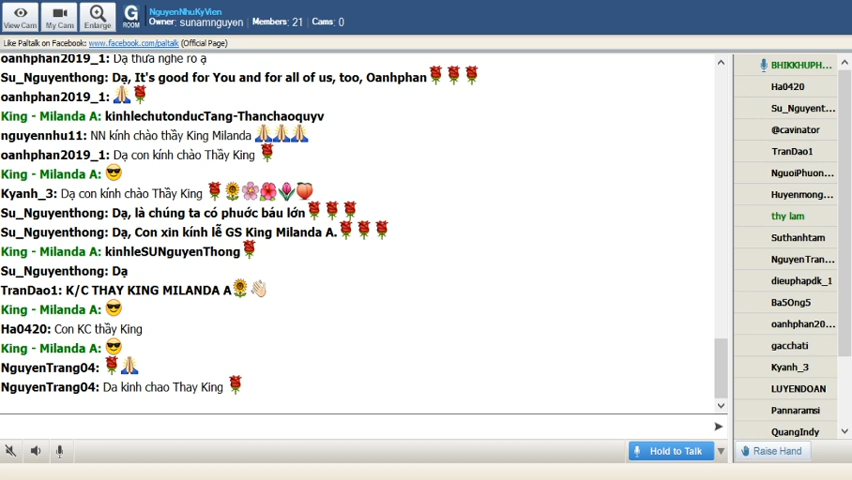 NguyenNhuKyVien
View Cam My Cam Enlarge G ROOM Owner: sunamnguyen Members: 21 Cams: 0
Like Paltalk on Facebook: www.facebook.com/paltalk (Official Page)
oanhphan2019_1: Dạ thưa nghe rõ ạ
Su_Nguyenthong: Dạ, It's good for You and for all of us, too, Oanhphan
oanhphan2019_1:
King - Milanda A: kinhlechutonducTang-Thanchaoquyv
nguyennhu11: NN kính chào thầy King Milanda
oanhphan2019_1: Dạ con kính chào Thầy King
King - Milanda A:
Kyanh_3: Dạ con kính chào Thầy King
Su_Nguyenthong: Dạ, là chúng ta có phước báu lớn
Su_Nguyenthong: Dạ, Con xin kính lễ GS King Milanda A.
King - Milanda A: kinhleSUNguyenThong
Su_Nguyenthong: Dạ
TranDao1: K/C THAY KING MILANDA A
King - Milanda A:
Ha0420: Con KC thầy King
King - Milanda A:
NguyenTrang04:
NguyenTrang04: Da kinh chao Thay King
Hold to Talk
BHIKKHUPH...
Ha0420
Su_Nguyent...
@cavinator
TranDao1
NguoiPhuon...
Huyenmong...
thy lam
Suthanhtam
NguyenTran...
dieuphapdk_1
Ba5Ong5
oanhphan20...
gacchati
Kyanh_3
LUYENDOAN
Pannaramsi
QuangIndy
Raise Hand